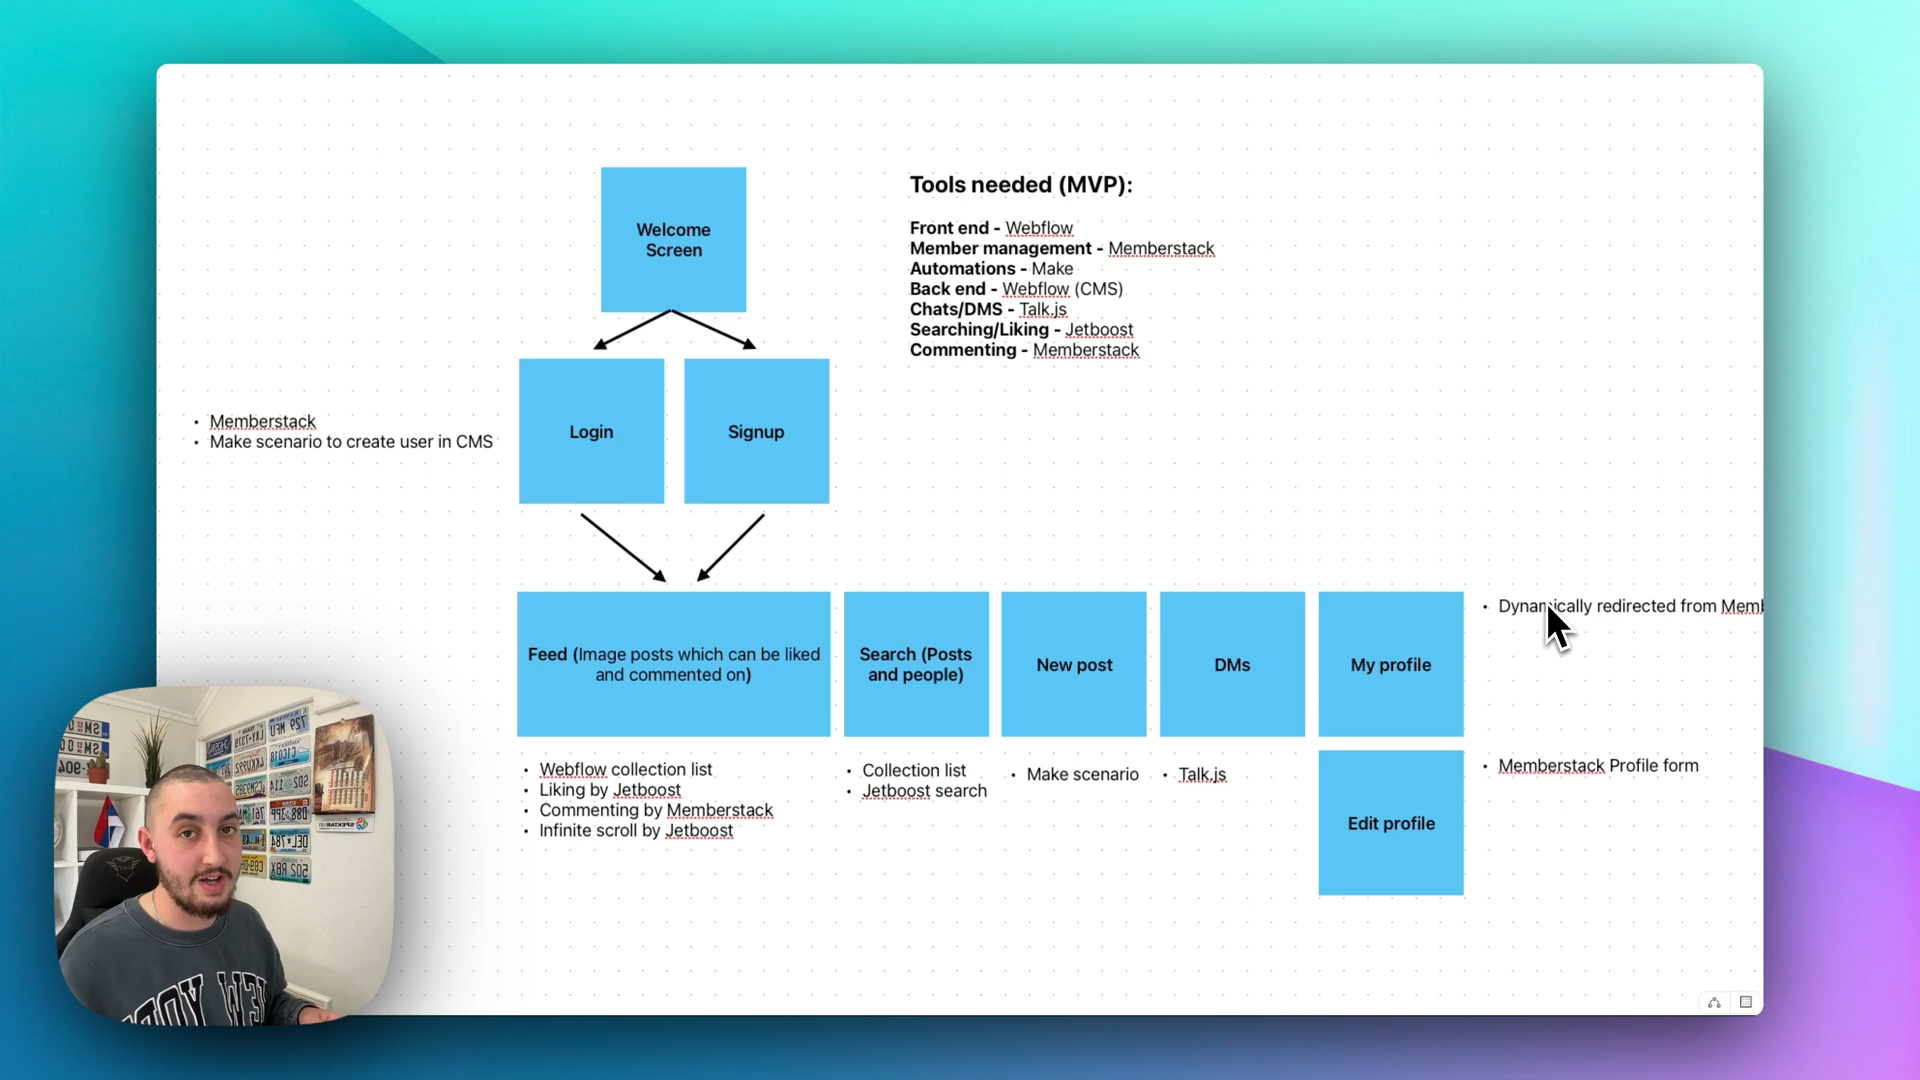 Welcome
Screen
Tools needed (MVP):
Front end - Webflow
Member management - Memberstack
Automations - Make
Back end - Webflow (CMS)
Chats/DMS - Talk.js
Searching/Liking - Jetboost
Commenting - Memberstack
• Memberstack
• Make scenario to create user in CMS
Login
Signup
Feed (Image posts which can be liked
and commented on)
Search (Posts
and people)
New post
DMs
My profile
• Dynamically redirected from Memb
• Webflow collection list
• Liking by Jetboost
• Commenting by Memberstack
• Infinite scroll by Jetboost
• Collection list
• Jetboost search
• Make scenario
• Talk.js
Edit profile
• Memberstack Profile form